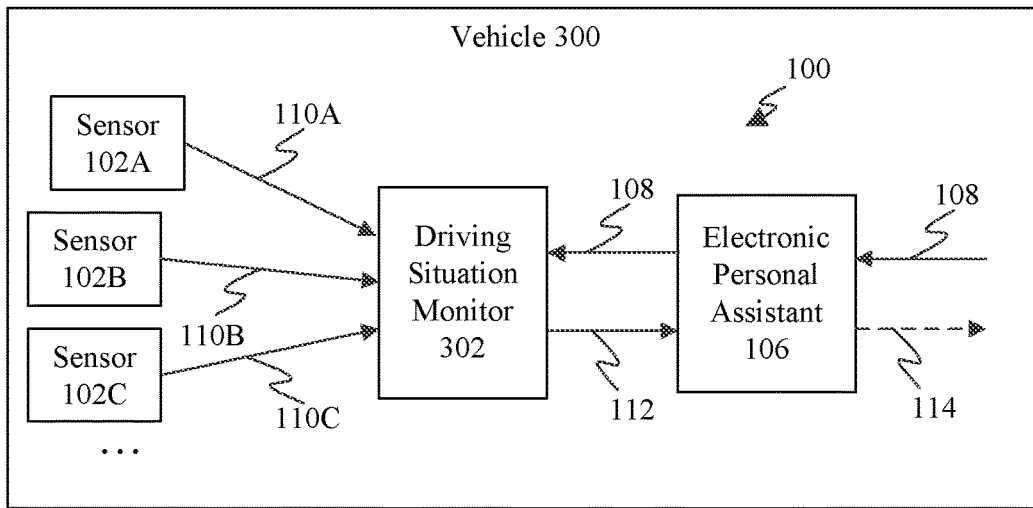 Vehicle 300
100
Sensor
102A
110A
Sensor
102B
110B
Sensor
102C
110C
...
Driving
Situation
Monitor
302
108
112
Electronic
Personal
Assistant
106
108
114